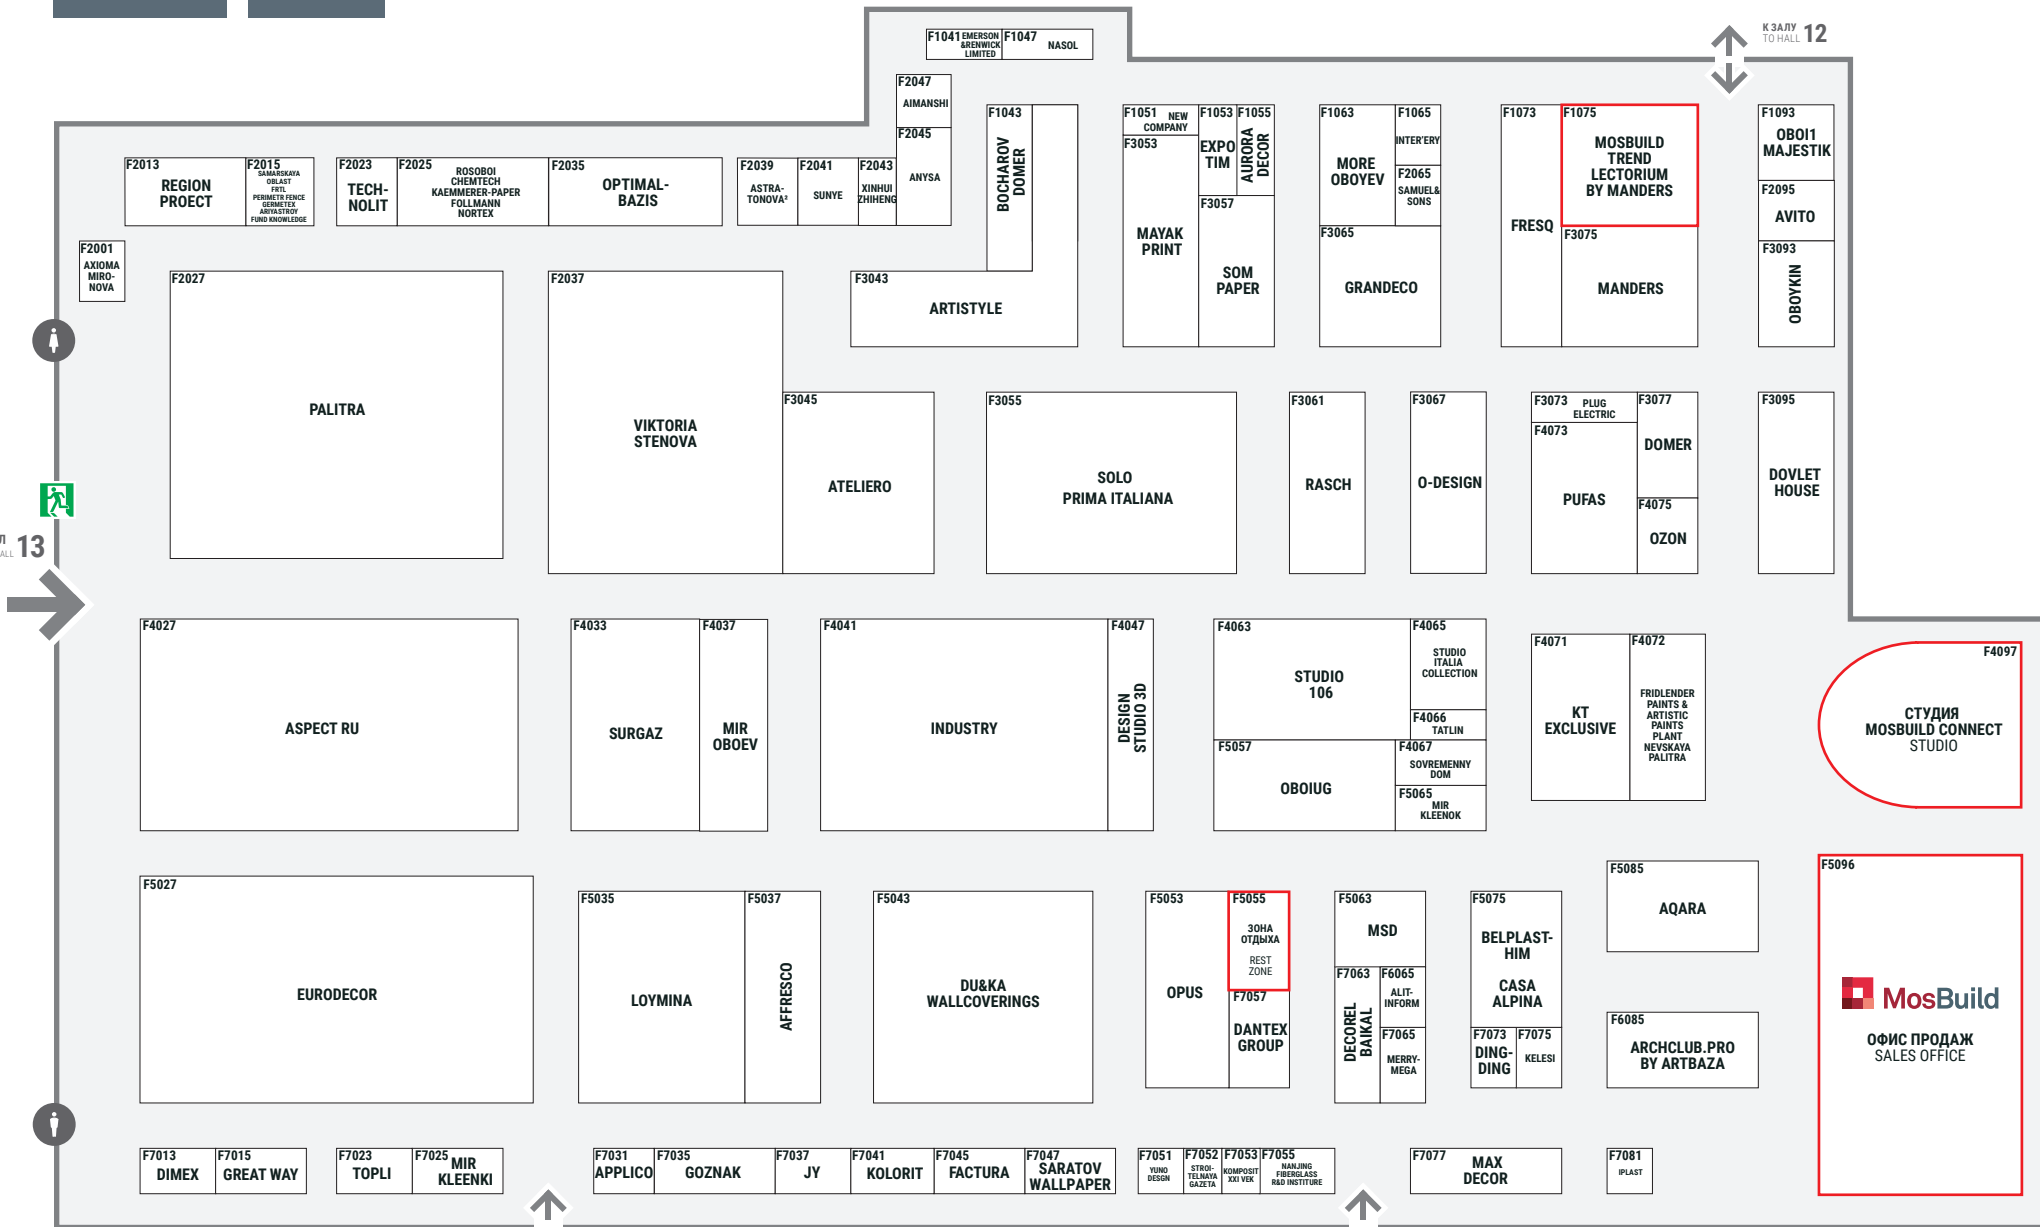 К ЗАЛУ
TO HALL 12
F1041 EMERSON
&RENWICK
LIMITED
F1047
NASOL
F2047
AIMANSHI
F2045
ANYSA
F1043
BOCHAROV
DOMER
F1051 NEW
COMPANY
F1053
EXPO
TIM
F1055
AURORA
DECOR
F3053
MAYAK
PRINT
F3057
SOM
PAPER
F1063
MORE
OBOYEV
F1065
INTER'ERY
F2065
SAMUEL&
SONS
F3065
GRANDECO
F1073
FRESQ
F1075
MOSBUILD
TREND
LECTORIUM
BY MANDERS
F3075
MANDERS
F1093
OBOI1
MAJESTIK
F2095
AVITO
F3093
OBOYKIN
F2013
REGION
PROECT
F2015
SAMARSKAYA
OBLAST
FRTL
PERIMETR FENCE
GERMETEX
ARIYASTROY
FUND KNOWLEDGE
F2023
TECH-
NOLIT
F2025
ROSOBOI
CHEMTECH
KAEMMERER-PAPER
FOLLMANN
NORTEX
F2035
OPTIMAL-
BAZIS
F2039
ASTRA-
TONOVA²
F2041
SUNYE
F2043
XINHUI
ZHIHENG
F2001
AXIOMA
MIRO-
NOVA
F2027
PALITRA
F2037
VIKTORIA
STENOVA
F3043
ARTISTYLE
F3045
ATELIERO
F3055
SOLO
PRIMA ITALIANA
F3061
RASCH
F3067
O-DESIGN
F3073 PLUG
ELECTRIC
F4073
PUFAS
F3077
DOMER
F4075
OZON
F3095
DOVLET
HOUSE
13
F4027
ASPECT RU
F4033
SURGAZ
F4037
MIR
OBOEV
F4041
INDUSTRY
F4047
DESIGN
STUDIO 3D
F4063
STUDIO
106
F4065
STUDIO
ITALIA
COLLECTION
F4066
TATLIN
F5057
OBOIUG
F4067
SOVREMENNY
DOM
F5065
MIR
KLEENOK
F4071
KT
EXCLUSIVE
F4072
FRIDLENDER
PAINTS &
ARTISTIC
PAINTS
PLANT
NEVSKAYA
PALITRA
F4097
СТУДИЯ
MOSBUILD CONNECT
STUDIO
F5027
EURODECOR
F5035
LOYMINA
F5037
AFFRESCO
F5043
DU&KA
WALLCOVERINGS
F5053
OPUS
F5055
ЗОНА
ОТДЫХА
REST
ZONE
F7057
DANTEX
GROUP
F5063
MSD
F7063
DECOREL
BAIKAL
F6065
ALIT-
INFORM
F7065
MERRY-
MEGA
F5075
BELPLAST-
HIM
CASA
ALPINA
F7073
DING-
DING
F7075
KELESI
F5085
AQARA
F6085
ARCHCLUB.PRO
BY ARTBAZA
F5096
MosBuild
ОФИС ПРОДАЖ
SALES OFFICE
F7013
DIMEX
F7015
GREAT WAY
F7023
TOPLI
F7025 MIR
KLEENKI
F7031
APPLICO
F7035
GOZNAK
F7037
JY
F7041
KOLORIT
F7045
FACTURA
F7047
SARATOV
WALLPAPER
F7051
YUNO
DESGN
F7052
STROI-
TELNAYA
GAZETA
F7053
KOMPOSIT
XXI VEK
F7055
NANJING
FIBERGLASS
R&D INSTITURE
F7077
MAX
DECOR
F7081
IPLAST